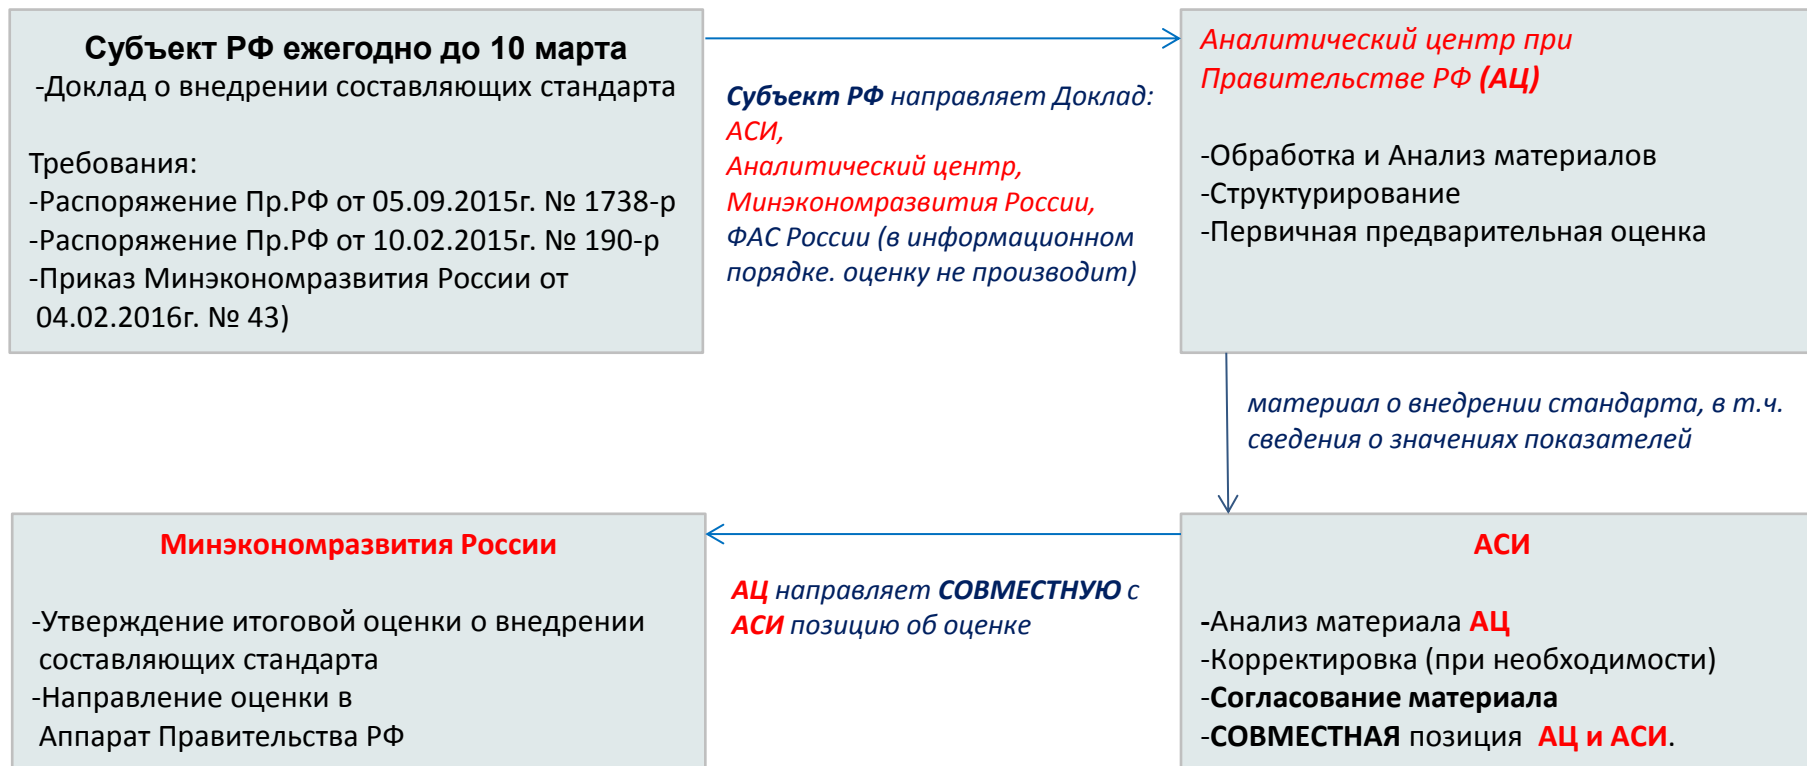 Субъект РФ ежегодно до 10 марта
-Доклад о внедрении составляющих стандарта
Требования:
-Распоряжение Пр.РФ от 05.09.2015г. № 1738-р
-Распоряжение Пр.РФ от 10.02.2015г. № 190-р
-Приказ Минэкономразвития России от
04.02.2016г. № 43)
Субъект РФ направляет Доклад:
АСИ,
Аналитический центр,
Минэкономразвития России,
ФАС России (в информационном
порядке. оценку не производит)
Аналитический центр при
Правительстве РФ (АЦ)
-Обработка и Анализ материалов
-Структурирование
-Первичная предварительная оценка
материал о внедрении стандарта, в т.ч.
сведения о значениях показателей
Минэкономразвития России
-Утверждение итоговой оценки о внедрении
составляющих стандарта
-Направление оценки в
Аппарат Правительства РФ
АЦ направляет СОВМЕСТНУЮ с
АСИ позицию об оценке
АСИ
-Анализ материала АЦ
-Корректировка (при необходимости)
-Согласование материала
-СОВМЕСТНАЯ позиция АЦ и АСИ.